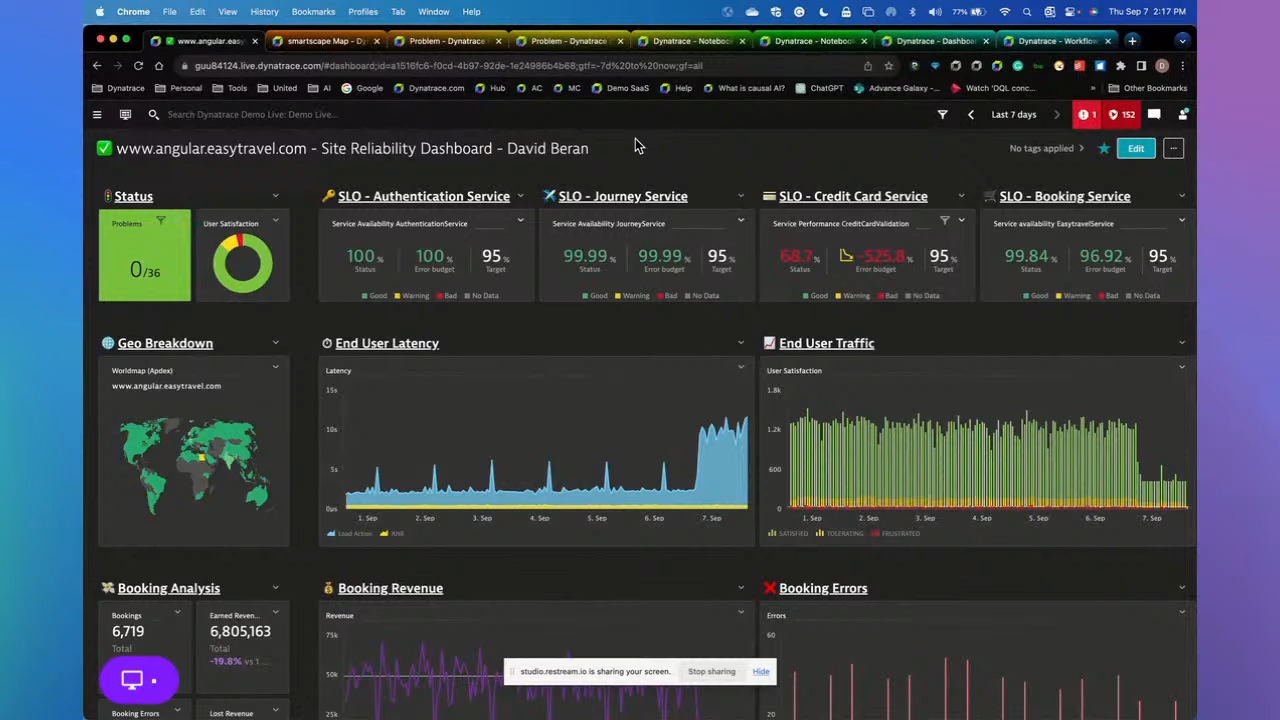 Chrome File Edit View History Bookmarks Profiles Tab Window Help 77% Thu Sep 7 2:17 PM
www.angular.easy smartscape Map - Dynatrace Problem - Dynatrace Problem - Dynatrace Dynatrace - Notebook Dynatrace - Notebook Dynatrace - Dashboa Dynatrace - Workflow
guu84104.live.dynatrace.com/#dashboard;id=a1516fc6-f0cd-4b97-92de-1e24986b4b68;gtf=-7d%20to%20now;gf=all
Dynatrace Personal Tools United AI Google Dynatrace.com Hub AC MC Demo SaaS Help What is causal AI? ChatGPT Advance Galaxy -... Watch 'DQL conc... Other Bookmarks
Search Dynatrace Demo Live: Demo Live... Last 7 days 1 152
www.angular.easytravel.com - Site Reliability Dashboard - David Beran No tags applied Edit ...
Status SLO - Authentication Service SLO - Journey Service SLO - Credit Card Service SLO - Booking Service
Problems User Satisfaction Service Availability AuthenticationService Service Availability JourneyService Service Performance CreditCardValidation Service availability EasytravelService
0/36 100 % 100 % 95 % 99.99 % 99.99 % 95 % 68.7 % -525.8 % 95 % 99.84 % 96.92 % 95 %
Status Error budget Target Status Error budget Target Status Error budget Target Status Error budget Target
Good Warning Bad No Data Good Warning Bad No Data Good Warning Bad No Data Good Warning Bad No Data
Geo Breakdown End User Latency End User Traffic
Worldmap (Apdex) Latency User Satisfaction
www.angular.easytravel.com
15s 1.8k
10s 1.2k
5s 600
0µs 0
1. Sep 2. Sep 3. Sep 4. Sep 5. Sep 6. Sep 7. Sep 1. Sep 2. Sep 3. Sep 4. Sep 5. Sep 6. Sep 7. Sep
Load Action XHR SATISFIED TOLERATING FRUSTRATED
Booking Analysis Booking Revenue Booking Errors
Bookings Earned Reven... Revenue Errors
6,719 6,805,163 75k 60
Total Total
-19.8% vs 1 ...
50k 40
studio.restream.io is sharing your screen. Stop sharing Hide
Booking Errors Lost Revenue 25k 20